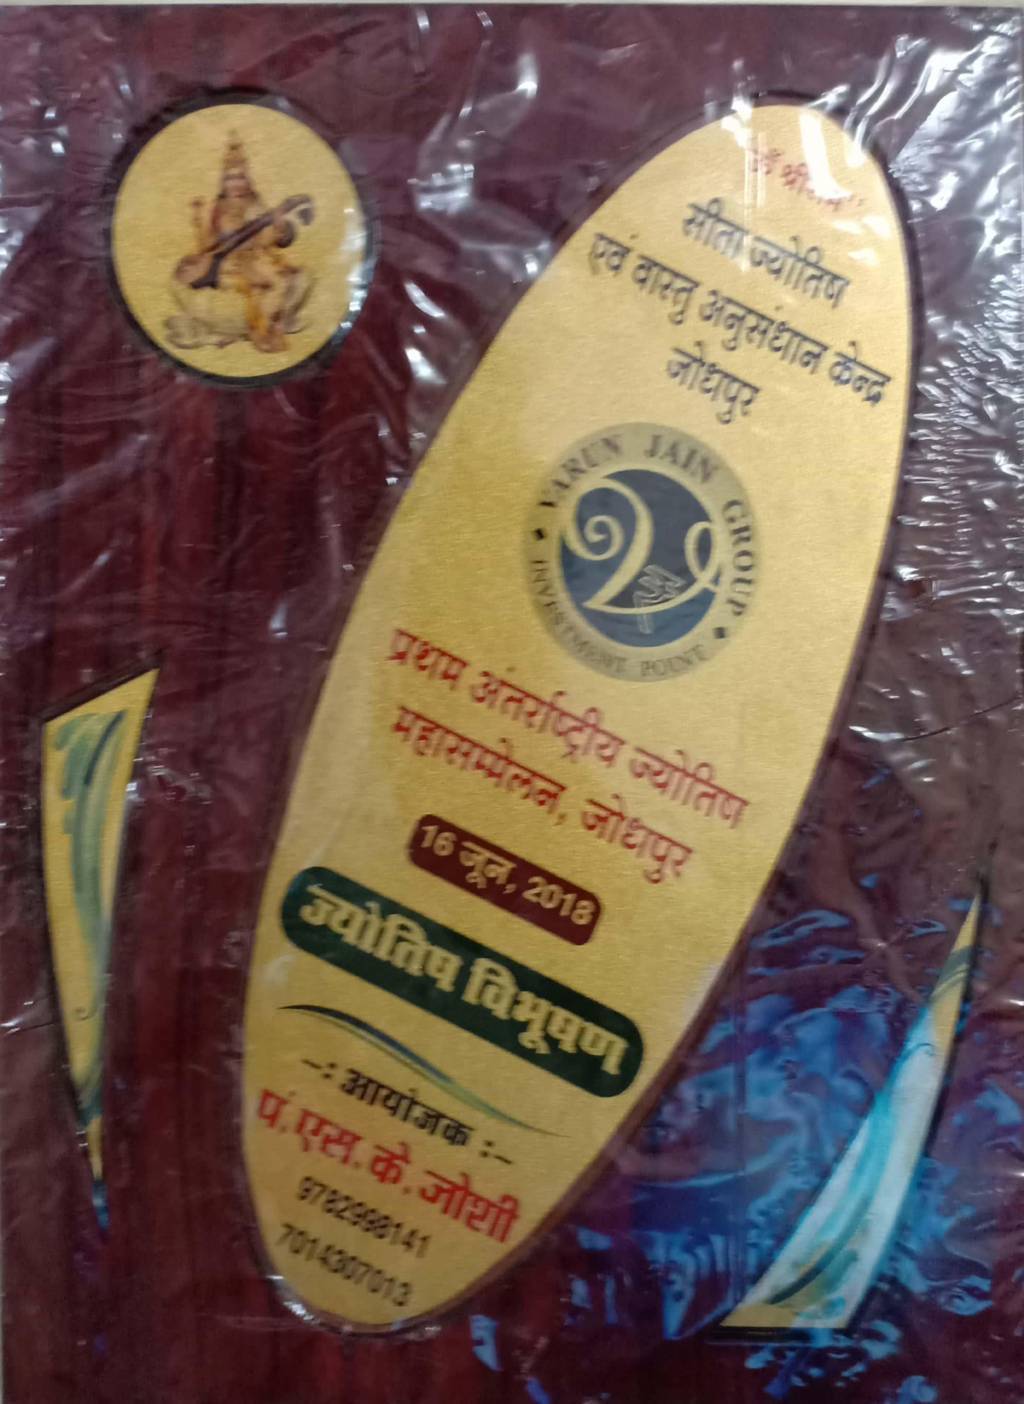 श्रीराम"
सीता ज्योतिष
एवं वास्तु अनुसंधान केन्द्र
जोधपुर
VARUN JAIN GROUP
INVESTMENT POINT
प्रथम अंतर्राष्ट्रीय ज्योतिष
महासम्मेलन, जोधपुर
16 जून, 2018
ज्योतिष विभूषण
-: आयोजक :-
पं. एस. के. जोशी
9782988141
7014307013